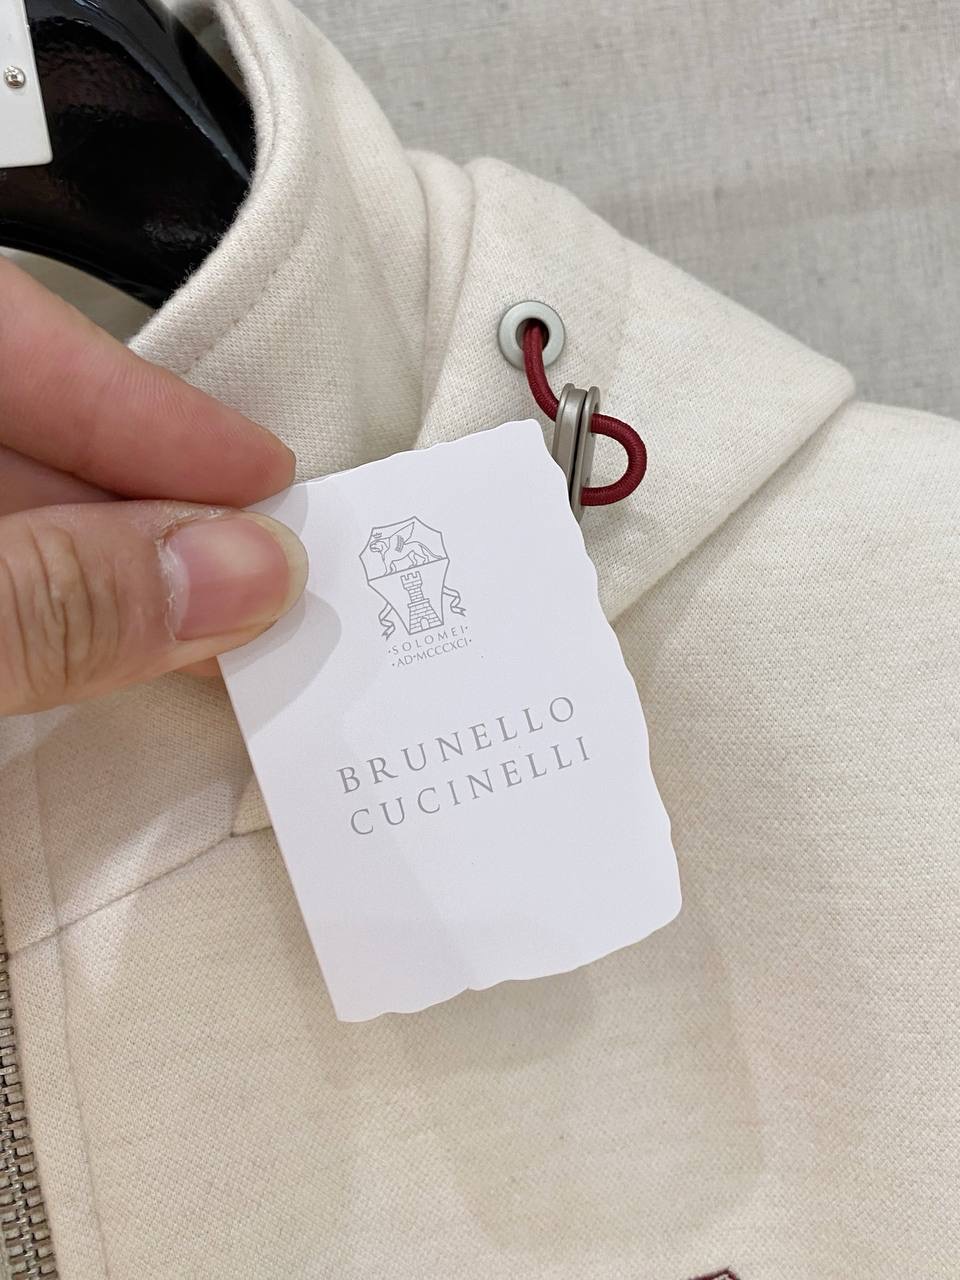 ·SOLOMEI·
·AD·MCCCXCI·
BRUNELLO
CUCINELLI